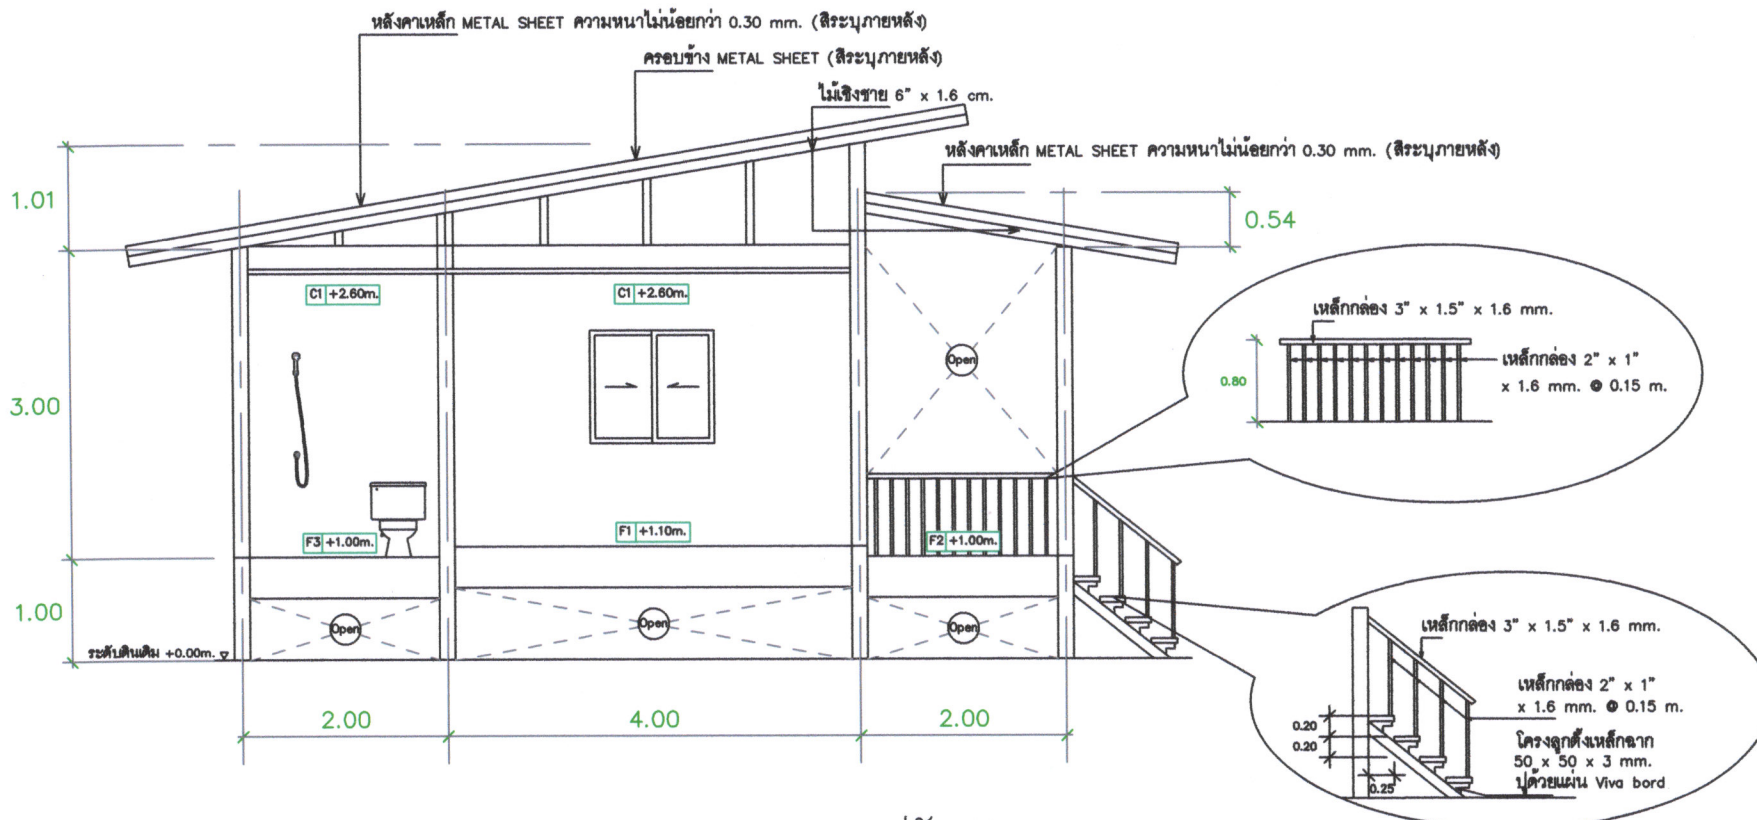 หลังคาเหล็ก METAL SHEET ความหนาไม่น้อยกว่า 0.30 mm. (สีระบุภายหลัง)
ครอบข้าง METAL SHEET (สีระบุภายหลัง)
ไม้เชิงชาย 6" x 1.6 cm.
หลังคาเหล็ก METAL SHEET ความหนาไม่น้อยกว่า 0.30 mm. (สีระบุภายหลัง)
1.01
0.54
C1 +2.60m.
C1 +2.60m.
เหล็กกล่อง 3" x 1.5" x 1.6 mm.
Open
เหล็กกล่อง 2" x 1"
x 1.6 mm. @ 0.15 m.
0.80
3.00
F3 +1.00m.
F1 +1.10m.
F2 +1.00m.
1.00
Open
Open
Open
ระดับดินเดิม +0.00m.
เหล็กกล่อง 3" x 1.5" x 1.6 mm.
เหล็กกล่อง 2" x 1"
x 1.6 mm. @ 0.15 m.
0.20
0.20
โครงลูกตั้งเหล็กฉาก
50 x 50 x 3 mm.
ปูด้วยแผ่น Viva bord
0.25
2.00
4.00
2.00